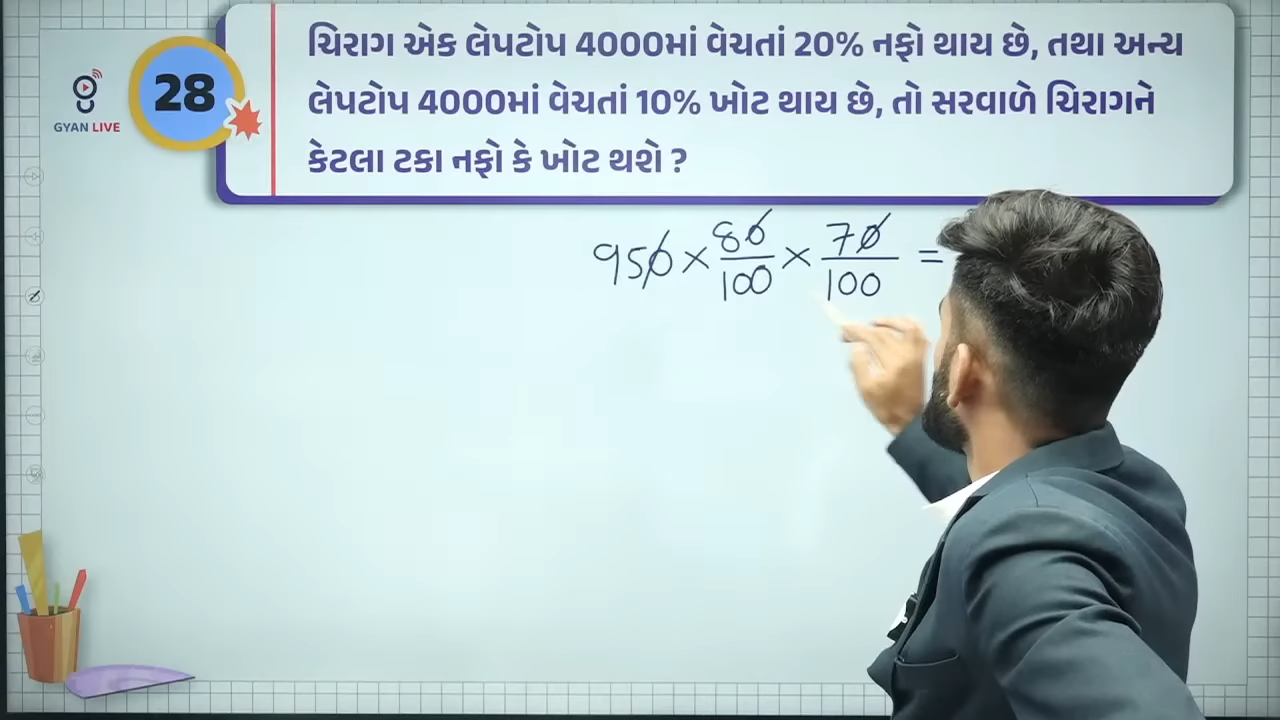 ચિરાગ એક લેપટોપ 4000માં વેચતાં 20% નફો થાય છે, તથા અન્ય
28
લેપટોપ 4000માં વેચતાં 10% ખોટ થાય છે, તો સરવાળે ચિરાગને
GYAN LIVE
કેટલા ટકા નફો કે ખોટ થશે ?
950 × 80/100 × 70/100 =